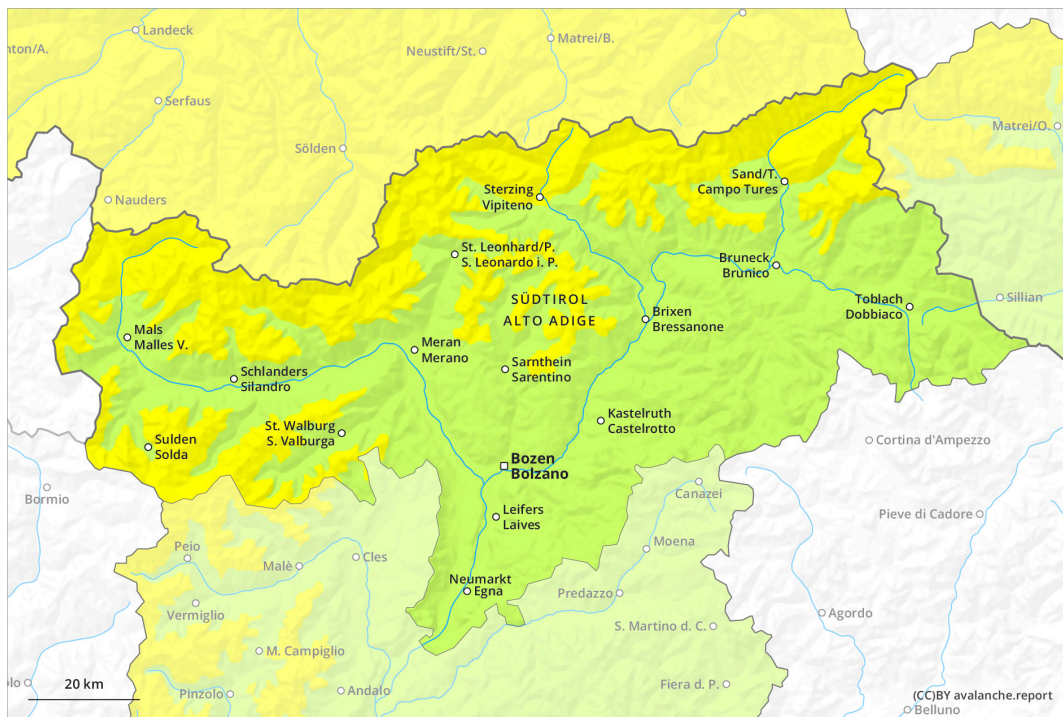 Landeck
Matrei/B.
Neustift/St.
nton/A.
Serfaus
Matrei/O.
Sölden
Sand/T.
Campo Tures
Sterzing
Vipiteno
Nauders
St. Leonhard/P.
S. Leonardo i. P.
Bruneck
Brunico
SÜDTIROL
ALTO ADIGE
Toblach
Dobbiaco
Sillian
Brixen
Bressanone
Mals
Malles V.
Meran
Merano
Sarnthein
Sarentino
Schlanders
Silandro
Kastelruth
Castelrotto
St. Walburg
S. Valburga
Sulden
Solda
Cortina d'Ampezzo
Bozen
Bolzano
Bormio
Canazei
Leifers
Laives
Pieve di Cadore
Moena
Peio
Cles
Malè
Neumarkt
Egna
Predazzo
Vermiglio
Agordo
S. Martino d. C.
M. Campiglio
20 km
olo
Pinzolo
Andalo
Fiera d. P.
(CC)BY avalanche.report
Belluno